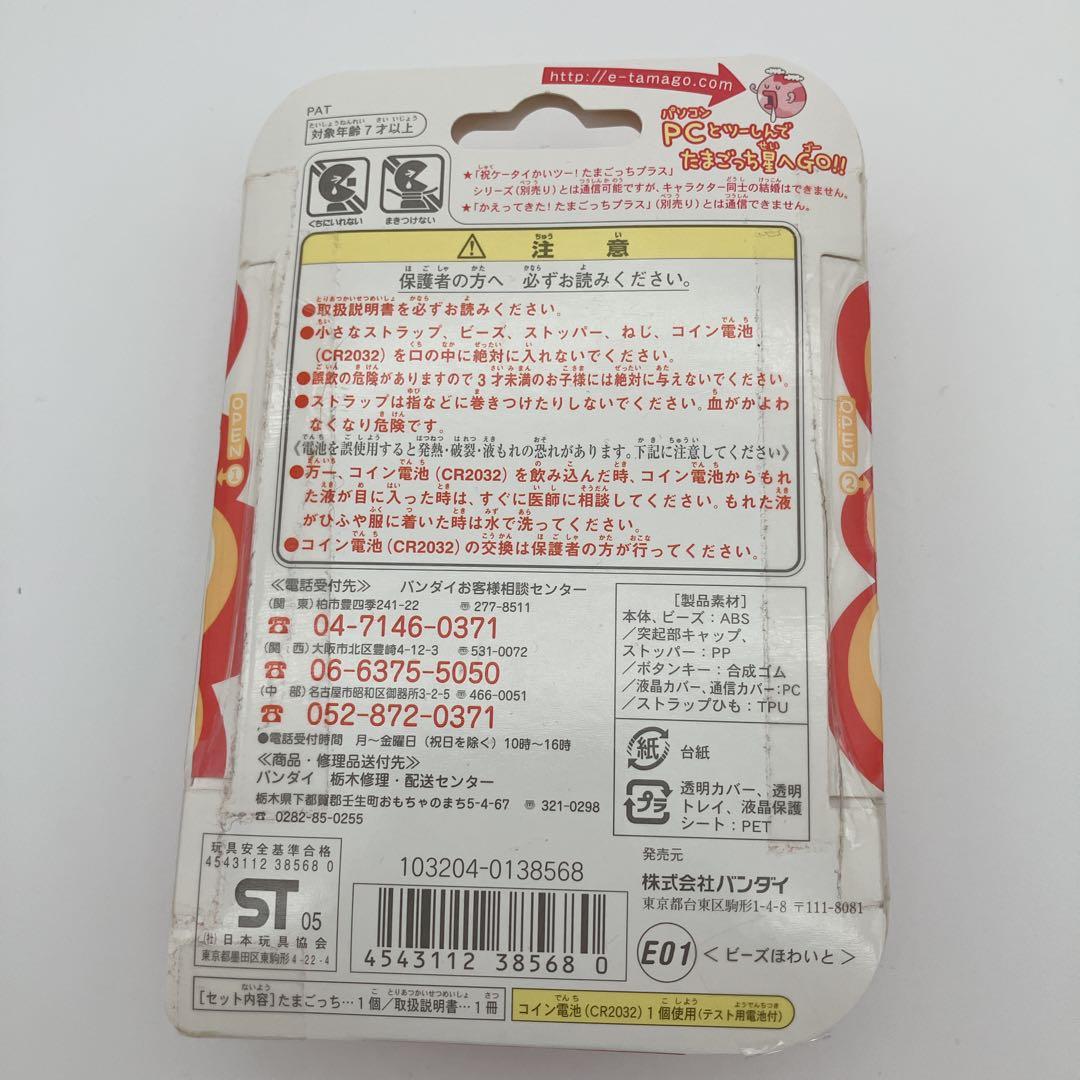 http://e-tamago.com
PAT
対象年齢7才以上
たいしょうねんれい さい いじょう
パソコン
PCとツーしんで
せい ゴー
たまごっち星へGO!!
くちにいれない
まきつけない
★「祝ケータイかいツー!たまごっちプラス」
シリーズ(別売り)とは通信可能ですが、キャラクター同士の結婚はできません。
★「かえってきた!たまごっちプラス」(別売り)とは通信できません。
⚠ 注意
ちゅう い
保護者の方へ 必ずお読みください。
●取扱説明書を必ずお読みください。
●小さなストラップ、ビーズ、ストッパー、ねじ、コイン電池
(CR2032)を口の中に絶対に入れないでください。
●誤飲の危険がありますので3才未満のお子様には絶対に与えないでください。
●ストラップは指などに巻きつけたりしないでください。血がかよわ
なくなり危険です。
《電池を誤使用すると発熱・破裂・液もれの恐れがあります。下記に注意してください》
●万一、コイン電池(CR2032)を飲み込んだ時、コイン電池からもれ
た液が目に入った時は、すぐに医師に相談してください。もれた液
がひふや服に着いた時は水で洗ってください。
●コイン電池(CR2032)の交換は保護者の方が行ってください。
OPEN
1
OPEN
2
≪電話受付先≫ バンダイお客様相談センター
(関 東)柏市豊四季241-22 〠277-8511
☎ 04-7146-0371
(関 西)大阪市北区豊崎4-12-3 〠531-0072
☎ 06-6375-5050
(中 部)名古屋市昭和区御器所3-2-5 〠466-0051
☎ 052-872-0371
●電話受付時間 月～金曜日(祝日を除く)10時～16時
≪商品・修理品送付先≫
バンダイ 栃木修理・配送センター
栃木県下都賀郡壬生町おもちゃのまち5-4-67 〠 321-0298
☎ 0282-85-0255
[製品素材]
本体、ビーズ:ABS
/突起部キャップ、
ストッパー:PP
/ボタンキー:合成ゴム
/液晶カバー、通信カバー:PC
/ストラップひも:TPU
紙 台紙
プラ 透明カバー、透明
トレイ、液晶保護
シート:PET
玩具安全基準合格
4543112 38568 0
ST 05
(社)日本玩具協会
東京都墨田区東駒形4-22-4
103204-0138568
4543112 385680
発売元
株式会社バンダイ
東京都台東区駒形1-4-8 〒111-8081
E01 <ビーズほわいと>
[セット内容]たまごっち…1個/取扱説明書…1冊
コイン電池(CR2032)1個使用(テスト用電池付)